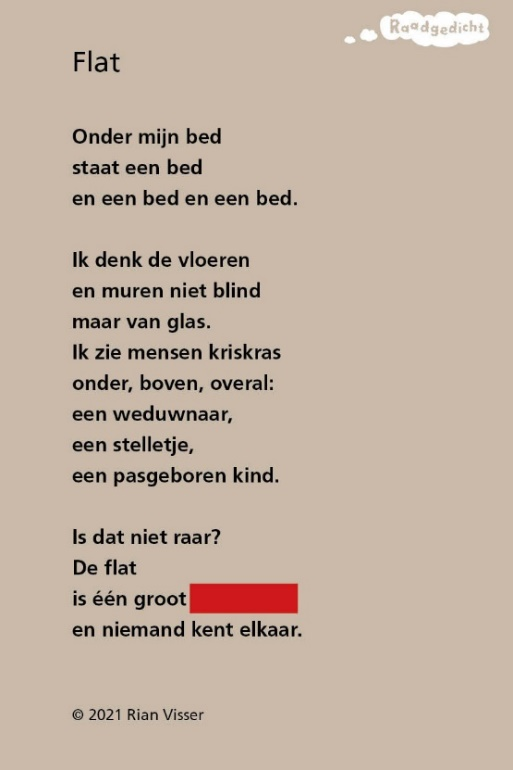 Raadgedicht
Flat
Onder mijn bed
staat een bed
en een bed en een bed.
Ik denk de vloeren
en muren niet blind
maar van glas.
Ik zie mensen kriskras
onder, boven, overal:
een weduwnaar,
een stelletje,
een pasgeboren kind.
Is dat niet raar?
De flat
is één groot
en niemand kent elkaar.
© 2021 Rian Visser